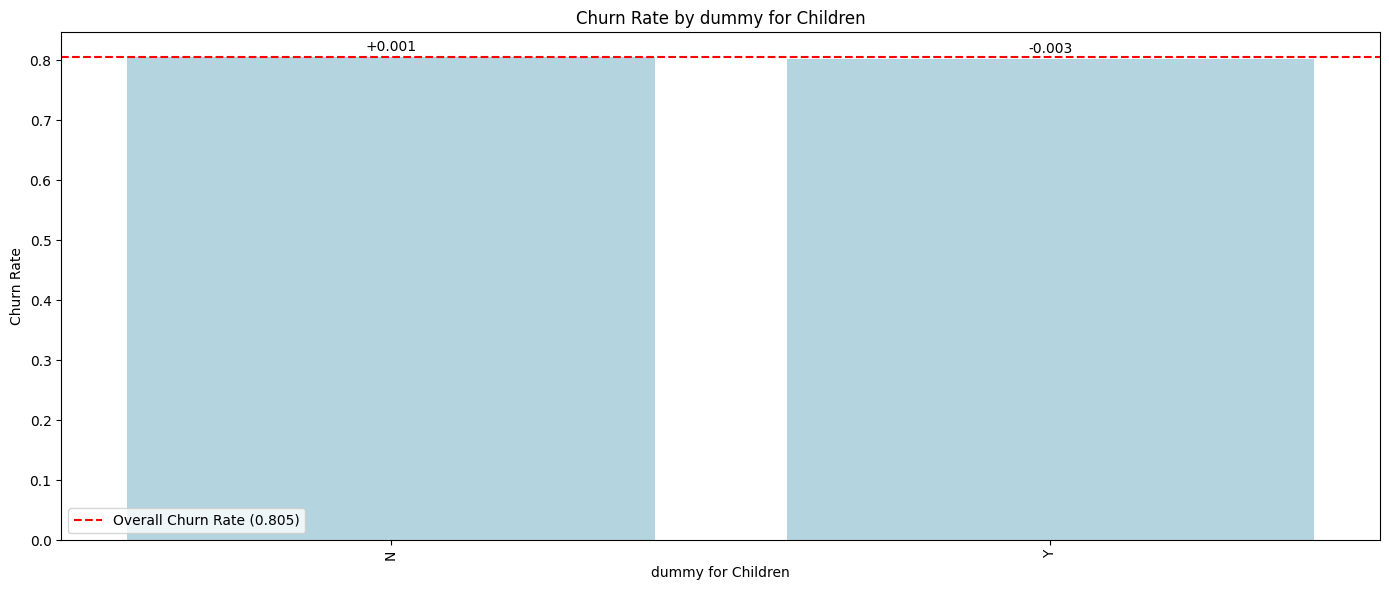 Churn Rate by dummy for Children
+0.001
-0.003
0.8
0.7
0.6
0.5
0.4
0.3
0.2
0.1
0.0
Churn Rate
Overall Churn Rate (0.805)
N
Y
dummy for Children